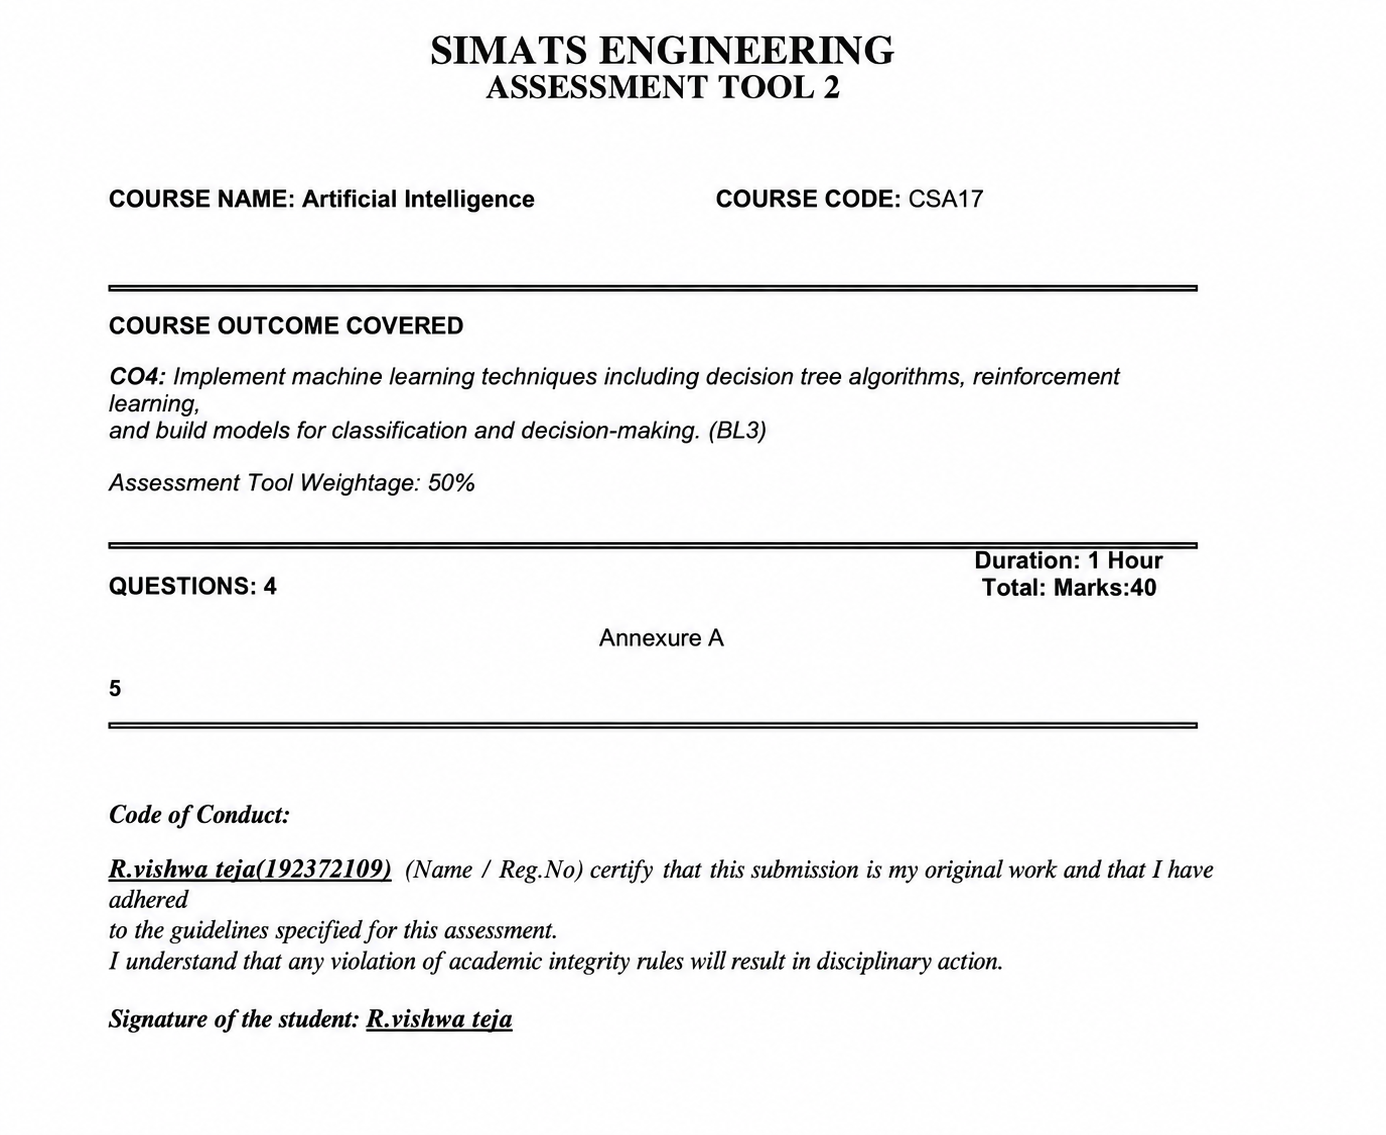 SIMATS ENGINEERING
ASSESSMENT TOOL 2
COURSE NAME: Artificial Intelligence COURSE CODE: CSA17
COURSE OUTCOME COVERED
CO4: Implement machine learning techniques including decision tree algorithms, reinforcement
learning,
and build models for classification and decision-making. (BL3)
Assessment Tool Weightage: 50%
Duration: 1 Hour
QUESTIONS: 4 Total: Marks:40
Annexure A
5
Code of Conduct:
R.vishwa teja(192372109) (Name / Reg.No) certify that this submission is my original work and that I have
adhered
to the guidelines specified for this assessment.
I understand that any violation of academic integrity rules will result in disciplinary action.
Signature of the student: R.vishwa teja